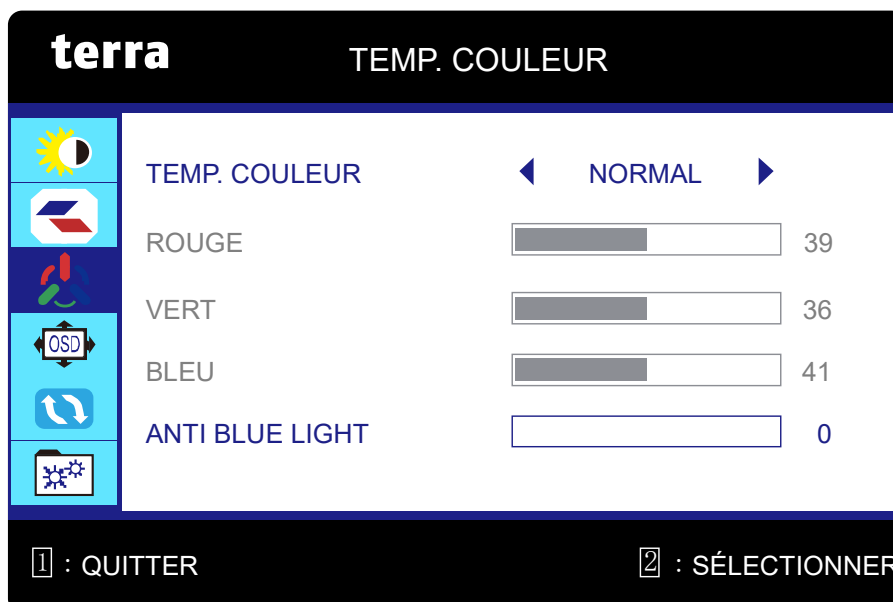 terra TEMP. COULEUR
TEMP. COULEUR NORMAL
ROUGE 39
VERT 36
OSD
BLEU 41
ANTI BLUE LIGHT 0
1 : QUITTER 2 : SÉLECTIONNER